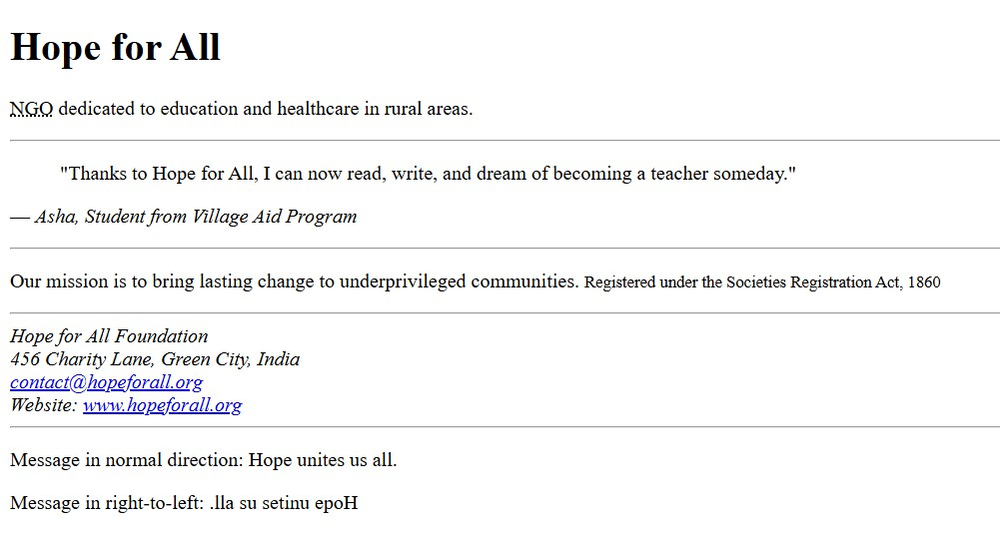 Hope for All
NGO dedicated to education and healthcare in rural areas.
"Thanks to Hope for All, I can now read, write, and dream of becoming a teacher someday."
— Asha, Student from Village Aid Program
Our mission is to bring lasting change to underprivileged communities. Registered under the Societies Registration Act, 1860
Hope for All Foundation
456 Charity Lane, Green City, India
contact@hopeforall.org
Website: www.hopeforall.org
Message in normal direction: Hope unites us all.
Message in right-to-left: .lla su setinu epoH